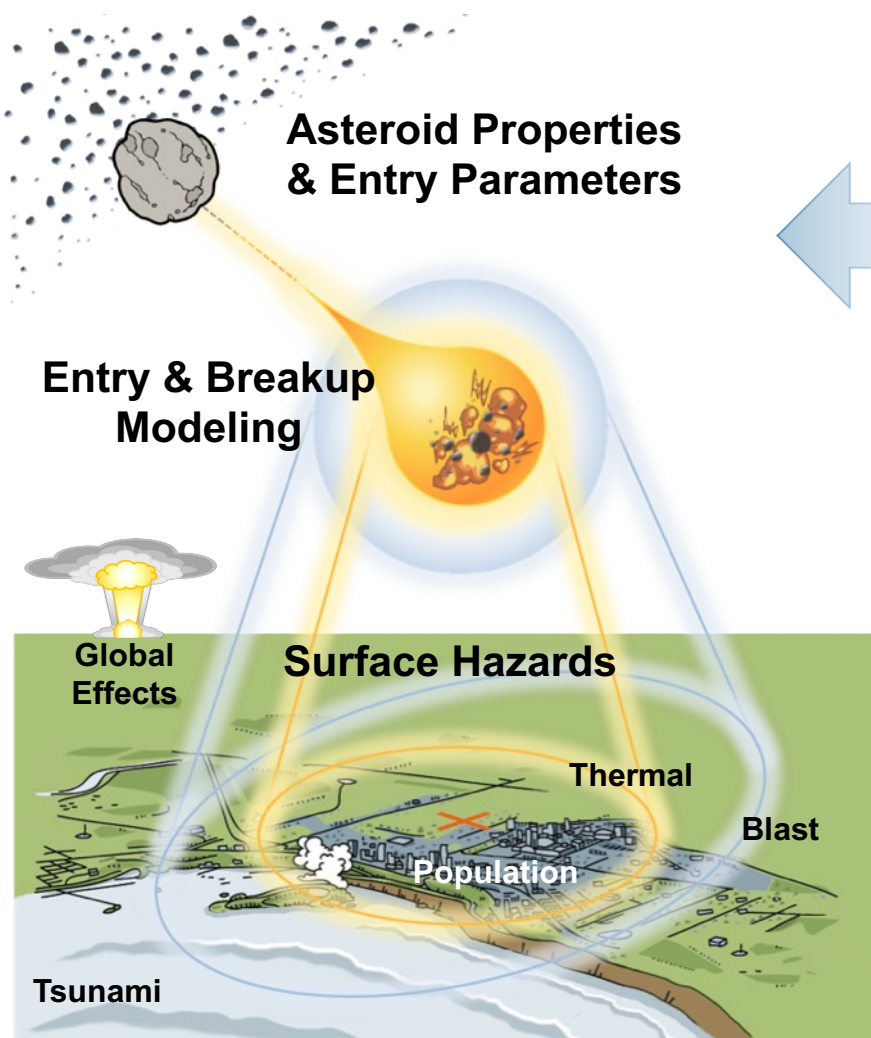 Asteroid Properties
& Entry Parameters
Entry & Breakup
Modeling
Global
Effects
Surface Hazards
Thermal
Blast
Population
Tsunami